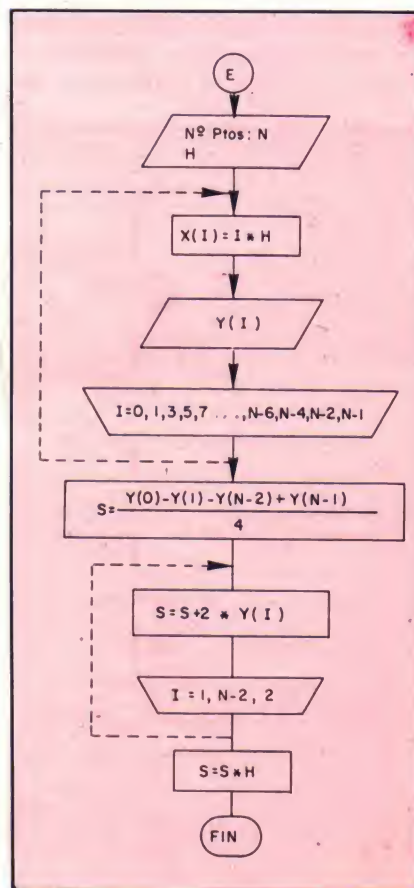 E
Nº Ptos: N
H
X(I)=I*H
Y(I)
I=0,1,3,5,7 ...,N-6,N-4,N-2,N-1
S= Y(0)-Y(1)-Y(N-2)+Y(N-1)
4
S=S+2 * Y(I)
I = 1, N-2, 2
S=S*H
FIN